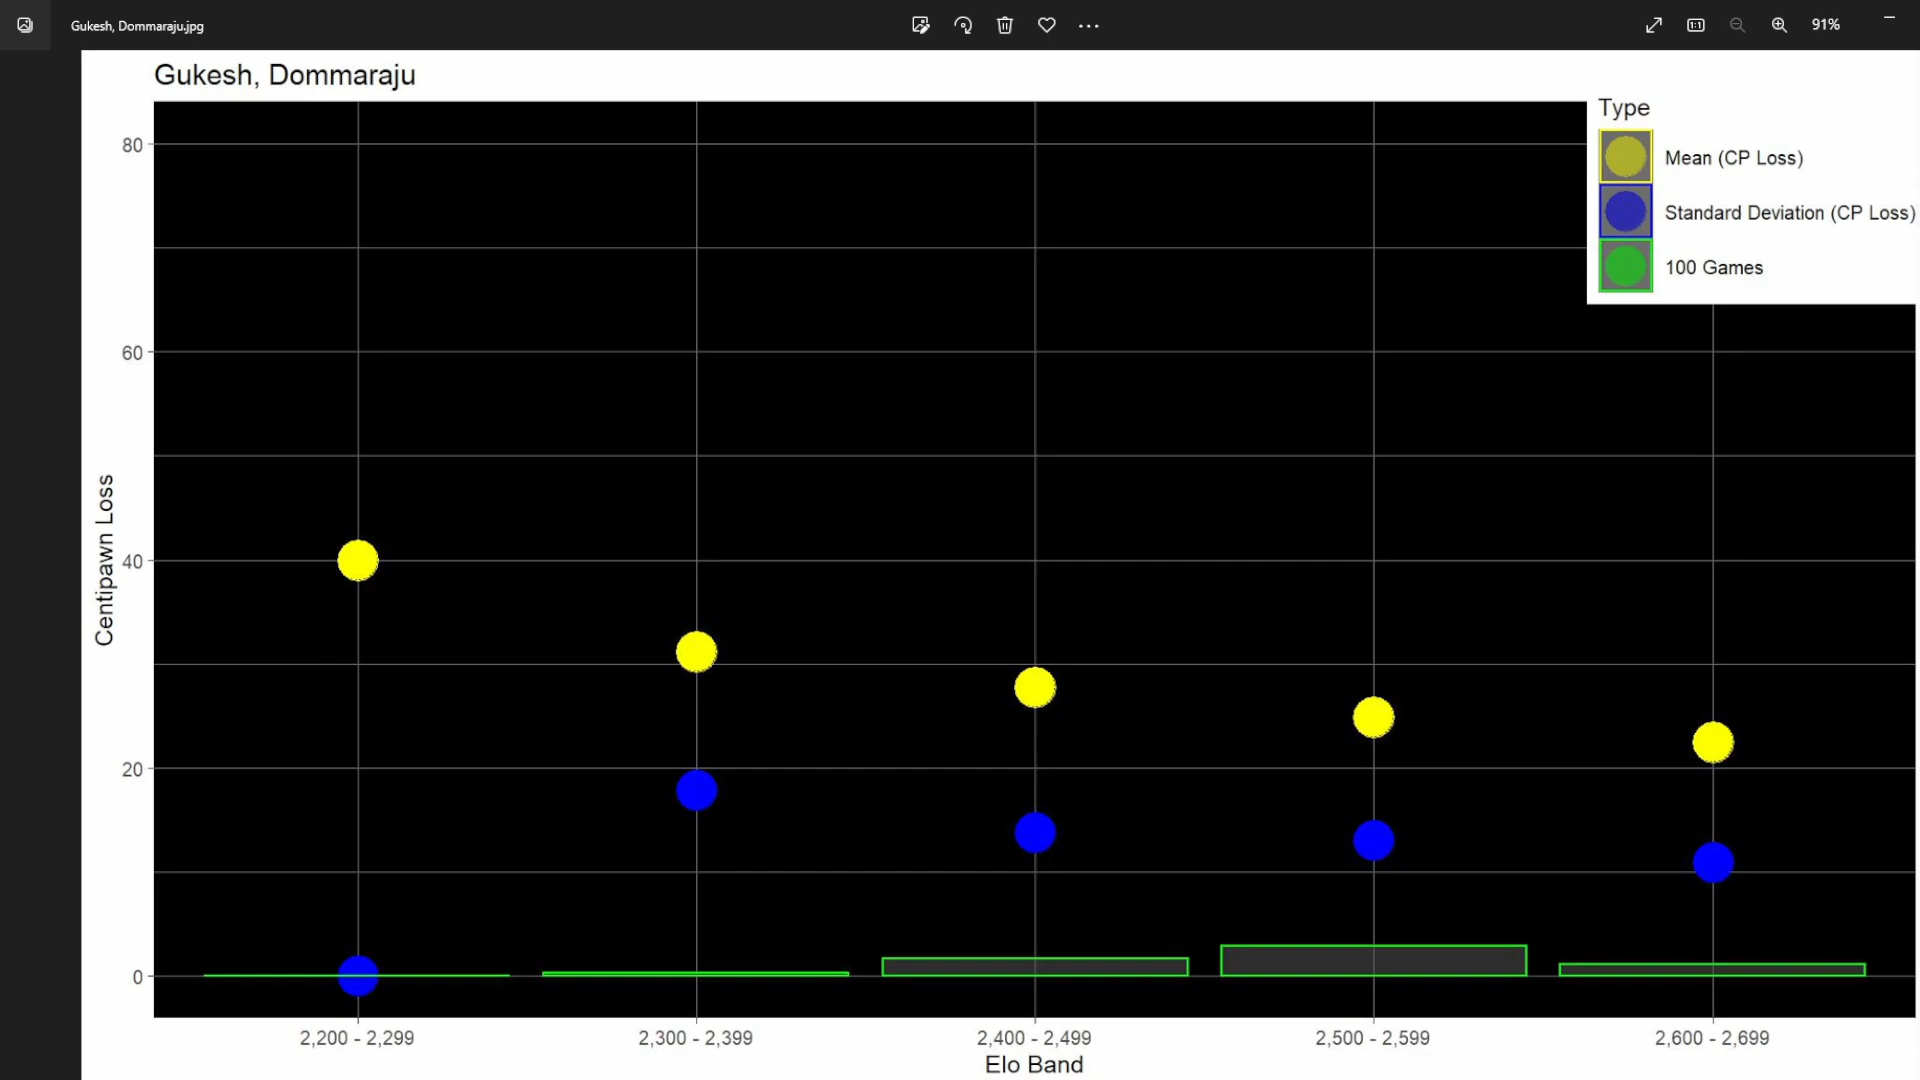 Gukesh, Dommaraju.jpg
91%
Gukesh, Dommaraju
Type
Mean (CP Loss)
Standard Deviation (CP Loss)
100 Games
80
60
40
20
0
Centipawn Loss
2,200 - 2,299
2,300 - 2,399
2,400 - 2,499
2,500 - 2,599
2,600 - 2,699
Elo Band